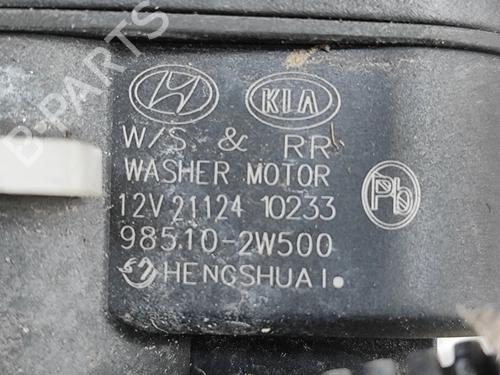 KIA
W/S & RR
WASHER MOTOR
12V 21124 10233
Pb
98510-2W500
HENGSHUAI.
B-PARTS